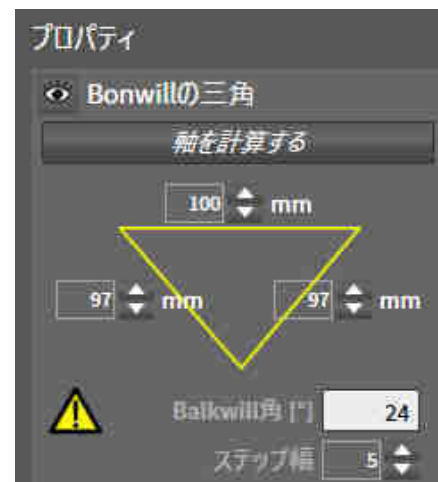 プロパティ
Bonwillの三角
軸を計算する
100 mm
97 mm 97 mm
Balkwill角 [°] 24
ステップ幅 5